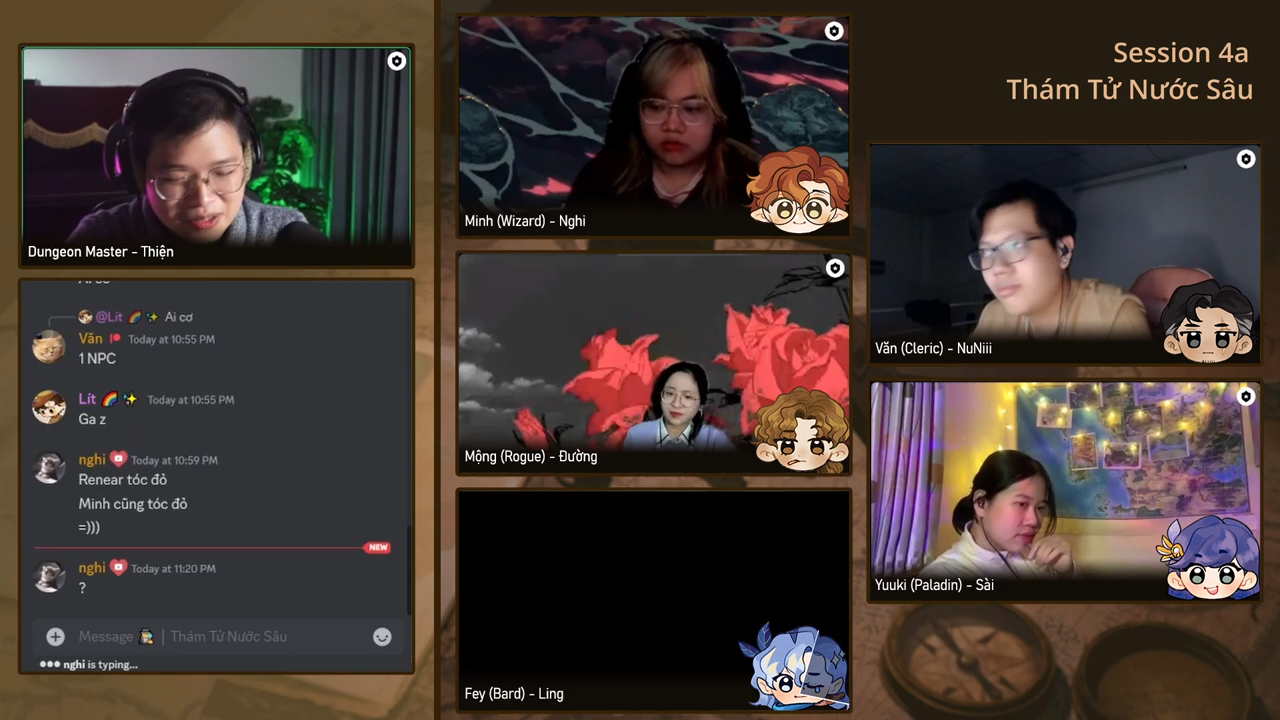 Session 4a
Thám Tử Nước Sâu
Dungeon Master - Thiện
@Lít Ai cơ
Văn Today at 10:55 PM
1 NPC
Lít Today at 10:55 PM
Ga z
nghi Today at 10:59 PM
Renear tóc đỏ
Minh cũng tóc đỏ
=)))
NEW
nghi Today at 11:20 PM
?
Message | Thám Tử Nước Sâu
nghi is typing...
Minh (Wizard) - Nghi
Mộng (Rogue) - Đường
Fey (Bard) - Ling
Văn (Cleric) - NuNiii
Yuuki (Paladin) - Sài